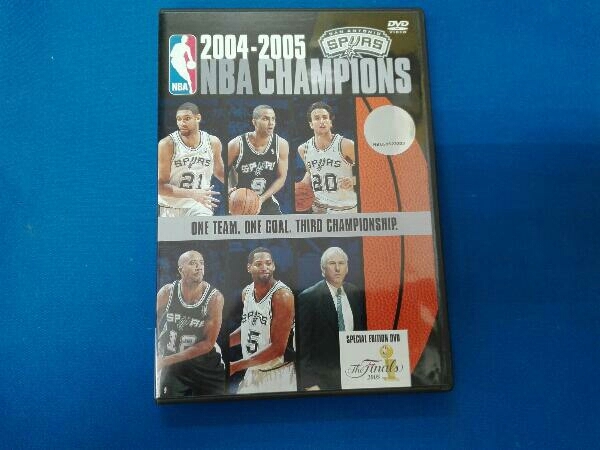 2004-2005
NBA CHAMPIONS
NBA
SAN ANTONIO
SPURS
DVD
VIDEO
SPURS
21
SPURS
9
SPURS
20
ONE TEAM. ONE GOAL. THIRD CHAMPIONSHIP.
SPURS
SPURS
5
SPECIAL EDITION DVD
The Finals
2005